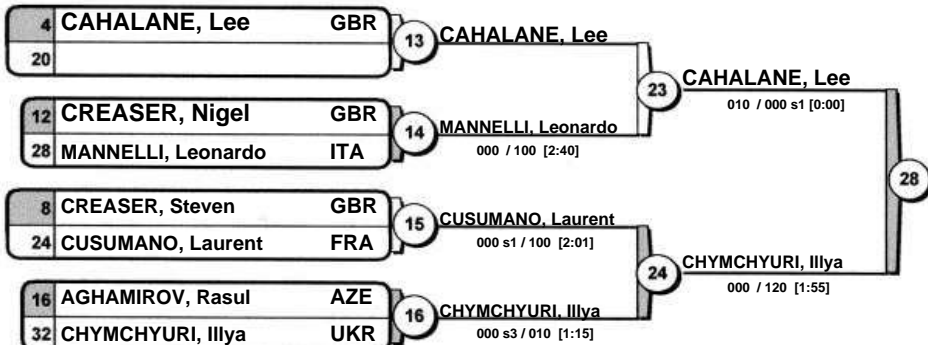 4 CAHALANE, Lee GBR
20
13 CAHALANE, Lee
12 CREASER, Nigel GBR
28 MANNELLI, Leonardo ITA
14 MANNELLI, Leonardo
000 / 100 [2:40]
23 CAHALANE, Lee
010 / 000 s1 [0:00]
8 CREASER, Steven GBR
24 CUSUMANO, Laurent FRA
15 CUSUMANO, Laurent
000 s1 / 100 [2:01]
16 AGHAMIROV, Rasul AZE
32 CHYMCHYURI, Illya UKR
16 CHYMCHYURI, Illya
000 s3 / 010 [1:15]
24 CHYMCHYURI, Illya
000 / 120 [1:55]
28